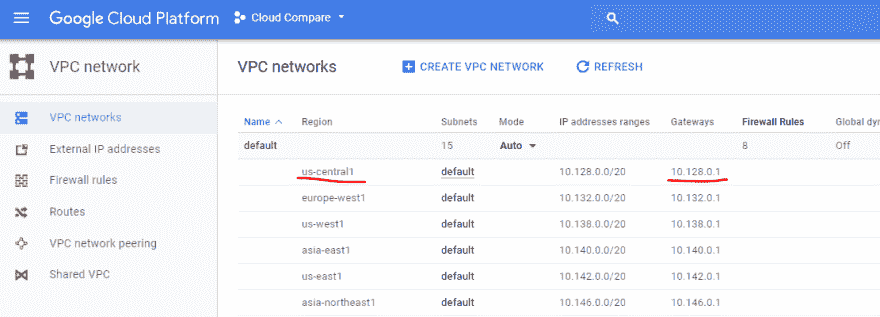 Google Cloud Platform Cloud Compare
VPC network
VPC networks
External IP addresses
Firewall rules
Routes
VPC network peering
Shared VPC
VPC networks CREATE VPC NETWORK REFRESH
Name Region Subnets Mode IP addresses ranges Gateways Firewall Rules Global dyn
default 15 Auto 8 Off
us-central1 default 10.128.0.0/20 10.128.0.1
europe-west1 default 10.132.0.0/20 10.132.0.1
us-west1 default 10.138.0.0/20 10.138.0.1
asia-east1 default 10.140.0.0/20 10.140.0.1
us-east1 default 10.142.0.0/20 10.142.0.1
asia-northeast1 default 10.146.0.0/20 10.146.0.1